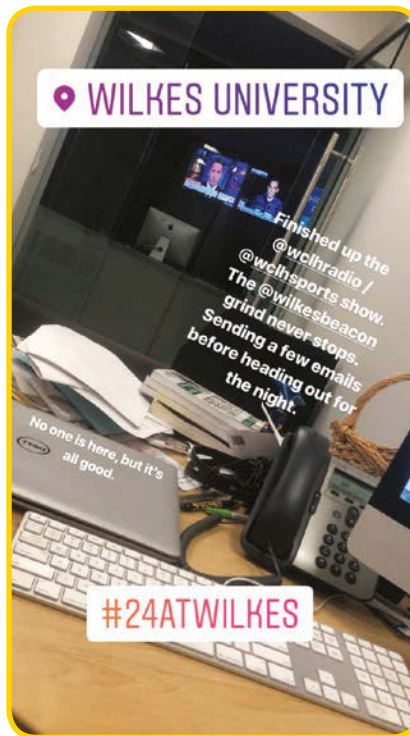 WILKES UNIVERSITY
Finished up the
@wclhradio /
@wclhsports show.
The @wilkesbeacon
grind never stops.
Sending a few emails
before heading out for
the night.
No one is here, but it's
all good.
DELL
#24ATWILKES